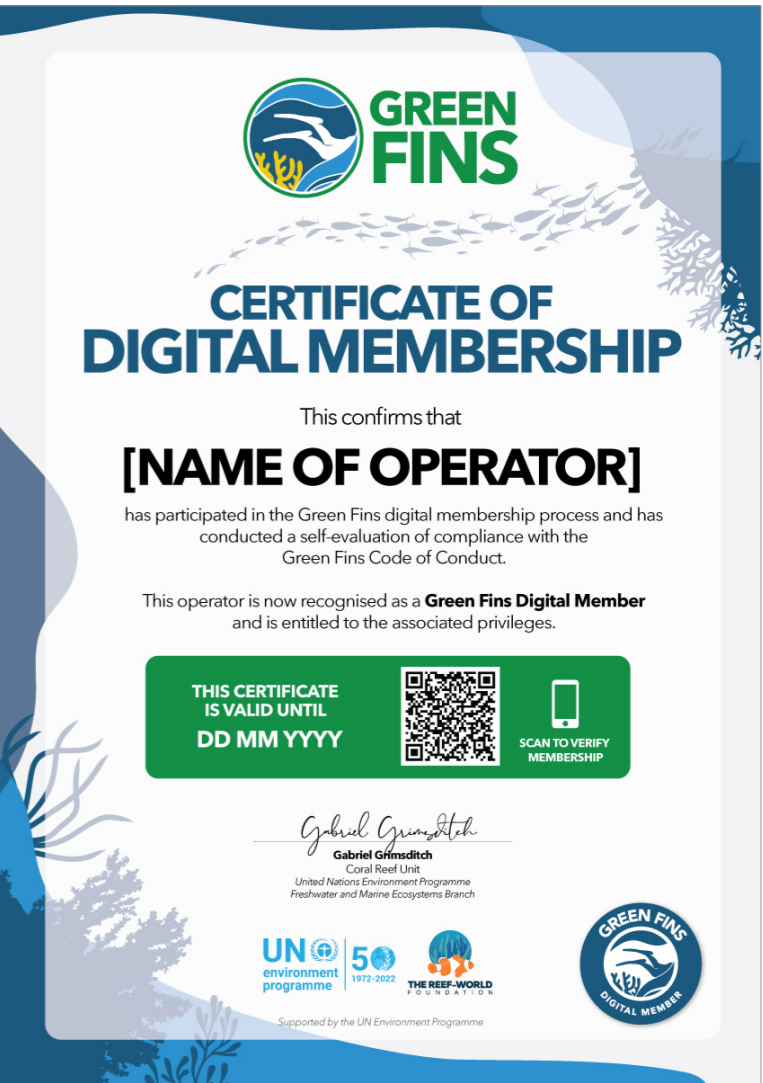 GREEN
FINS
CERTIFICATE OF
DIGITAL MEMBERSHIP
This confirms that
[NAME OF OPERATOR]
has participated in the Green Fins digital membership process and has
conducted a self-evaluation of compliance with the
Green Fins Code of Conduct.
This operator is now recognised as a Green Fins Digital Member
and is entitled to the associated privileges.
THIS CERTIFICATE
IS VALID UNTIL
DD MM YYYY
SCAN TO VERIFY
MEMBERSHIP
Gabriel Grimsditch
Gabriel Grimsditch
Coral Reef Unit
United Nations Environment Programme
Freshwater and Marine Ecosystems Branch
UN
environment
programme
50
1972-2022
THE REEF-WORLD
FOUNDATION
GREEN FINS
DIGITAL MEMBER
Supported by the UN Environment Programme